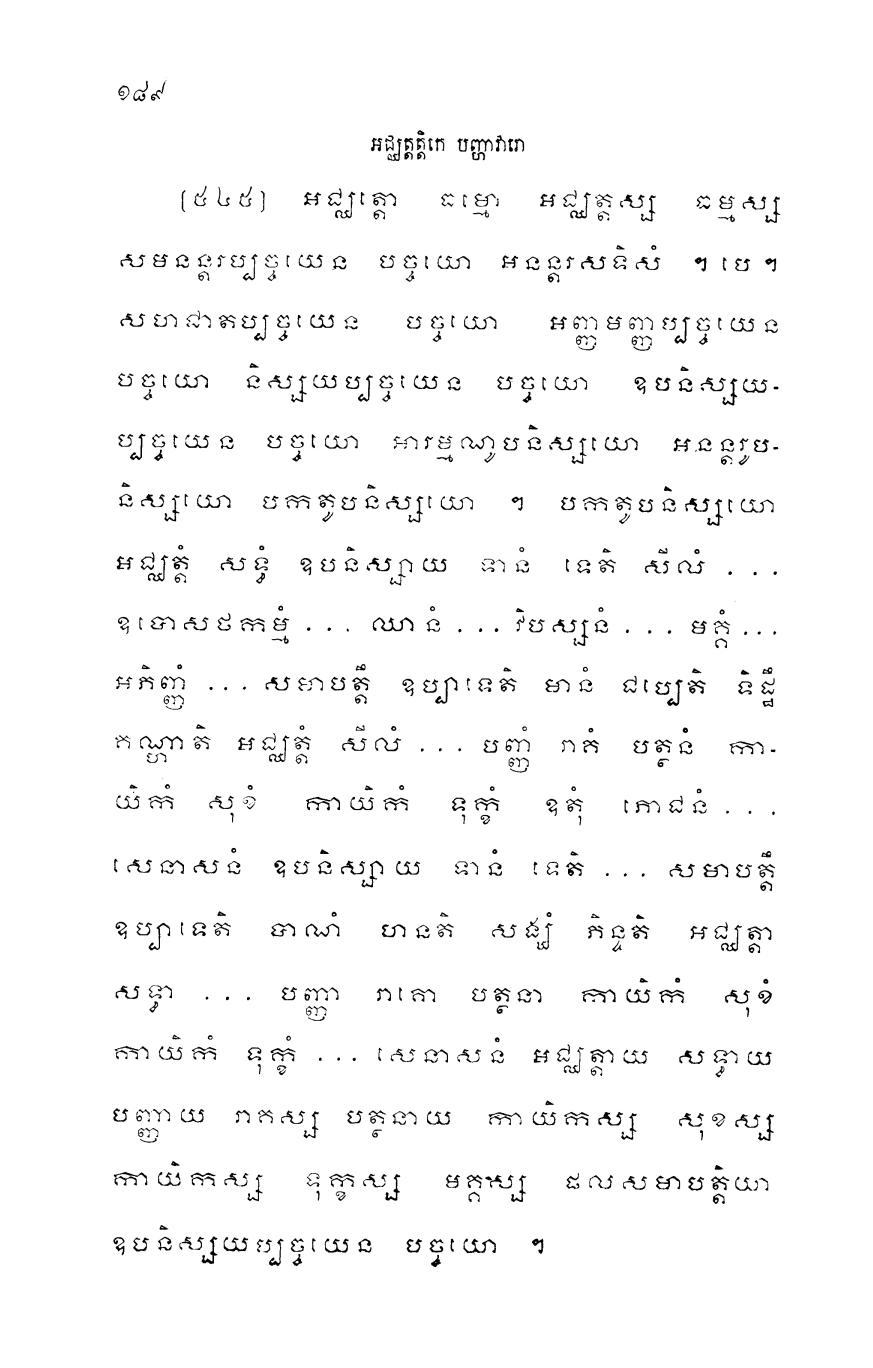 ១៨៩
អជ្ឈត្តត្តិកេ បញ្ហាវារោ
[៥៤៥] អជ្ឈត្តោ ធម្មោ អជ្ឈត្តស្ស ធម្មស្ស
សមនន្តរប្បច្ចយេន បច្ចយោ អនន្តរសទិសំ ។ បេ ។
សហជាតប្បច្ចយេន បច្ចយោ អញ្ញមញ្ញប្បច្ចយេន
បច្ចយោ និស្សយប្បច្ចយេន បច្ចយោ ឧបនិស្សយ-
ប្បច្ចយេន បច្ចយោ អារម្មណូបនិស្សយោ អនន្តរូប-
និស្សយោ បកតូបនិស្សយោ ។ បកតូបនិស្សយោ
អជ្ឈត្តំ សទ្ធំ ឧបនិស្សាយ ទានំ ទេតិ សីលំ ...
ឧបោសថកម្មំ ... ឈានំ ... វិបស្សនំ ... មគ្គំ ...
អភិញ្ញំ ... សមាបត្តឹ ឧប្បាទេតិ មានំ ជប្បេតិ ទិដ្ឋឹ
គណ្ហាតិ អជ្ឈត្តំ សីលំ ... បញ្ញំ រាគំ បត្ថនំ កា-
យិកំ សុខំ កាយិកំ ទុក្ខំ ឧតុំ ភោជនំ ...
សេនាសនំ ឧបនិស្សាយ ទានំ ទេតិ ... សមាបត្តឹ
ឧប្បាទេតិ បាណំ ហនតិ សង្ឃំ ភិន្ទតិ អជ្ឈត្តា
សទ្ធា ... បញ្ញា រាគោ បត្ថនា កាយិកំ សុខំ
កាយិកំ ទុក្ខំ ... សេនាសនំ អជ្ឈត្តាយ សទ្ធាយ
បញ្ញាយ រាគស្ស បត្ថនាយ កាយិកស្ស សុខស្ស
កាយិកស្ស ទុក្ខស្ស មគ្គស្ស ផលសមាបត្តិយា
ឧបនិស្សយប្បច្ចយេន បច្ចយោ ។